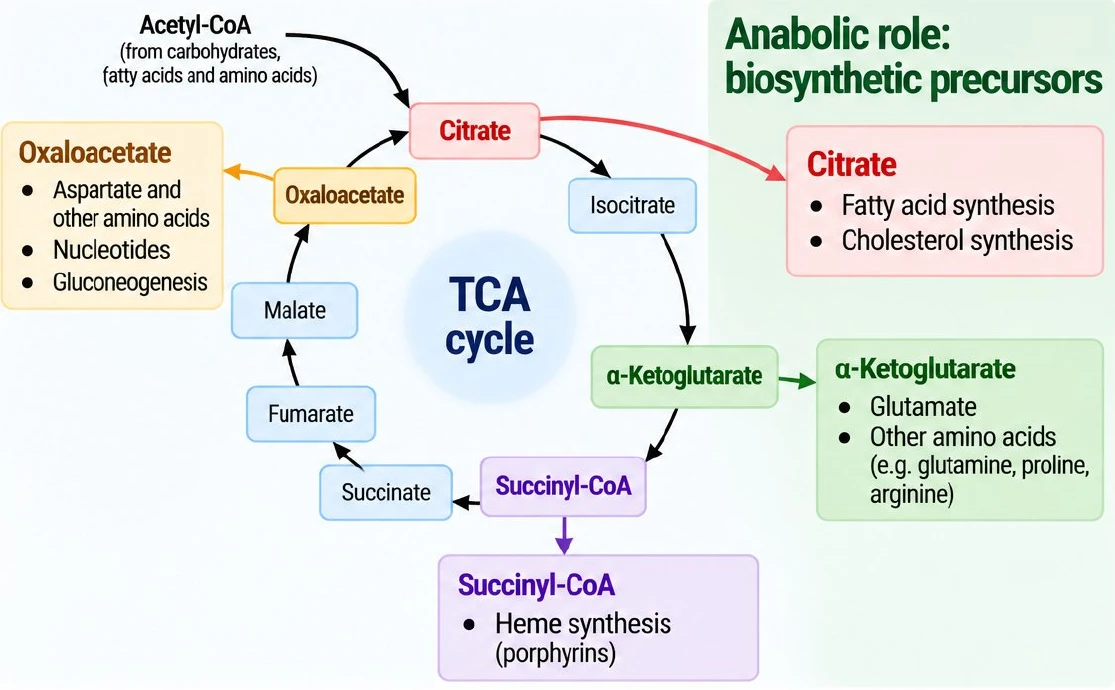 Acetyl-CoA
(from carbohydrates,
fatty acids and amino acids)
Anabolic role:
biosynthetic precursors
Citrate
Oxaloacetate
• Aspartate and
other amino acids
• Nucleotides
• Gluconeogenesis
Oxaloacetate
Isocitrate
Citrate
• Fatty acid synthesis
• Cholesterol synthesis
TCA
cycle
Malate
α-Ketoglutarate
α-Ketoglutarate
• Glutamate
• Other amino acids
(e.g. glutamine, proline,
arginine)
Fumarate
Succinate
Succinyl-CoA
Succinyl-CoA
• Heme synthesis
(porphyrins)